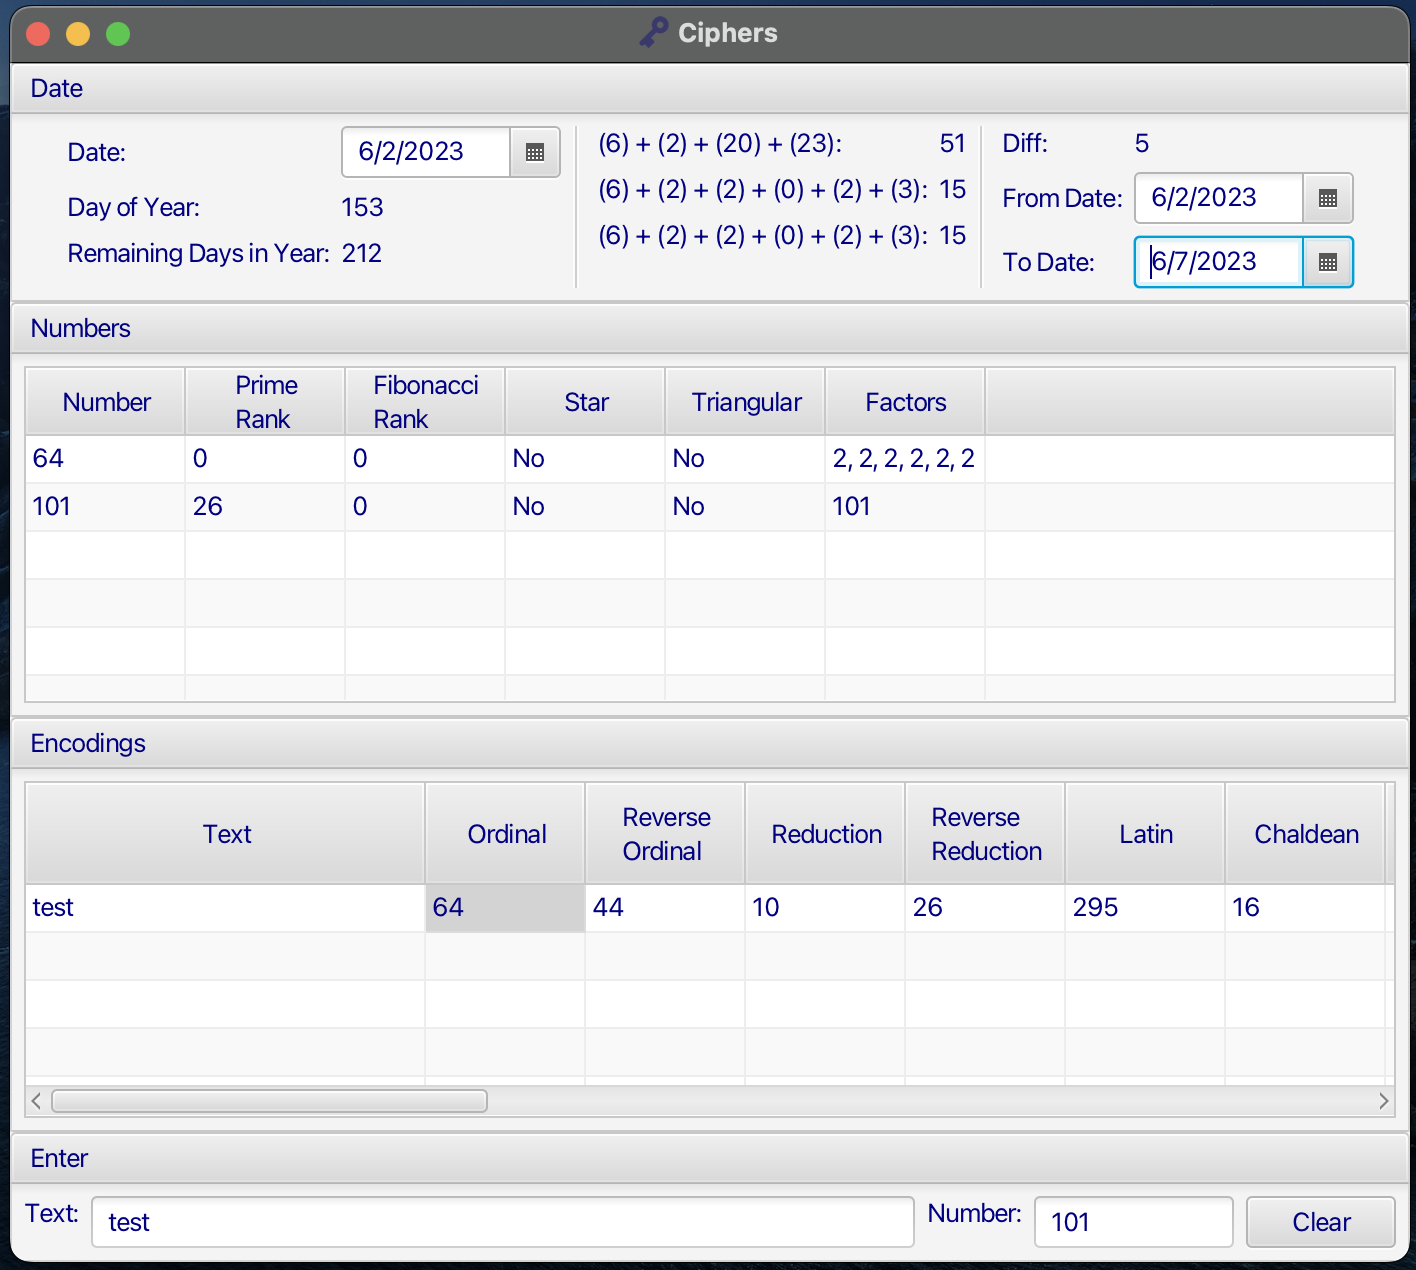 Ciphers
Date
Date: 6/2/2023
Day of Year: 153
Remaining Days in Year: 212
(6) + (2) + (20) + (23): 51
(6) + (2) + (2) + (0) + (2) + (3): 15
(6) + (2) + (2) + (0) + (2) + (3): 15
Diff: 5
From Date: 6/2/2023
To Date: 6/7/2023
Numbers
Number Prime Rank Fibonacci Rank Star Triangular Factors
64 0 0 No No 2, 2, 2, 2, 2, 2
101 26 0 No No 101
Encodings
Text Ordinal Reverse Ordinal Reduction Reverse Reduction Latin Chaldean
test 64 44 10 26 295 16
Enter
Text: test Number: 101 Clear